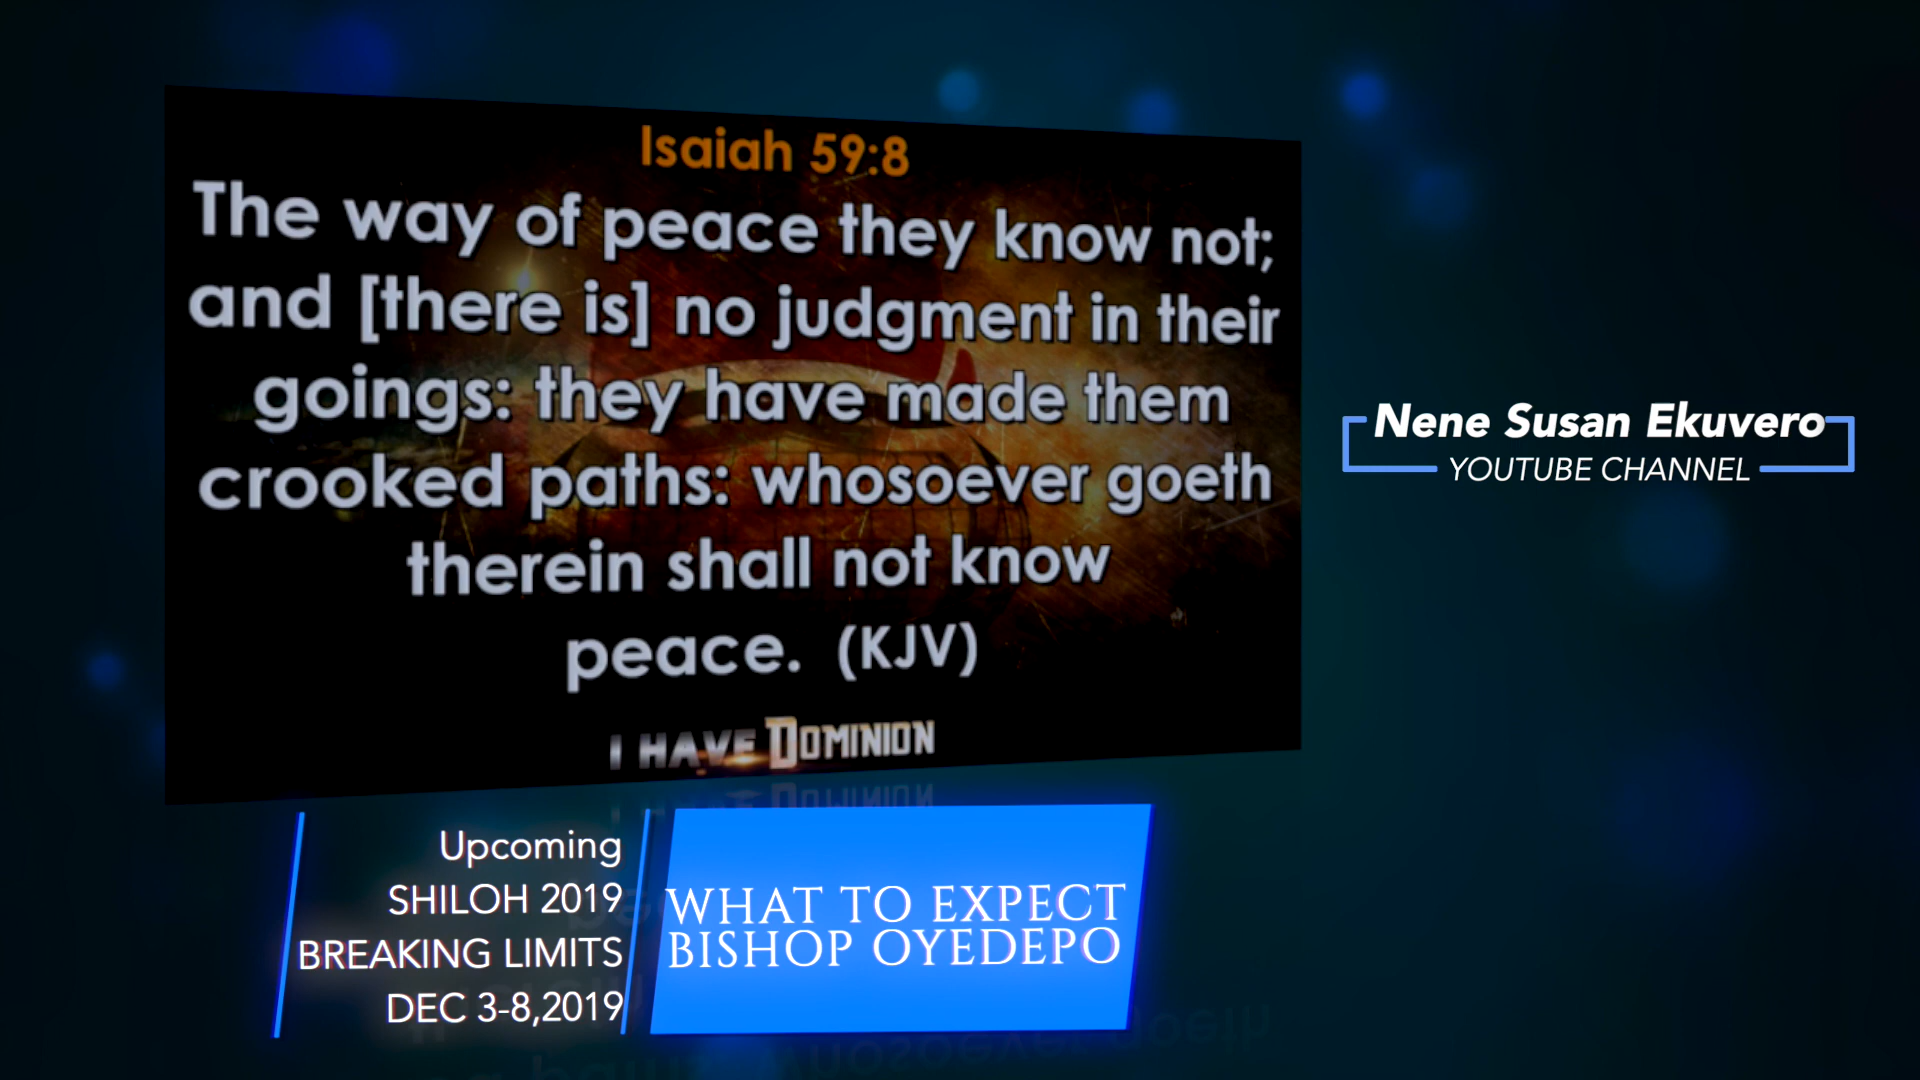 Isaiah 59:8
The way of peace they know not;
and [there is] no judgment in their
goings: they have made them
crooked paths: whosoever goeth
therein shall not know
peace. (KJV)
I HAVE DOMINION
Nene Susan Ekuvero
YOUTUBE CHANNEL
Upcoming
SHILOH 2019
BREAKING LIMITS
DEC 3-8,2019
WHAT TO EXPECT
BISHOP OYEDEPO